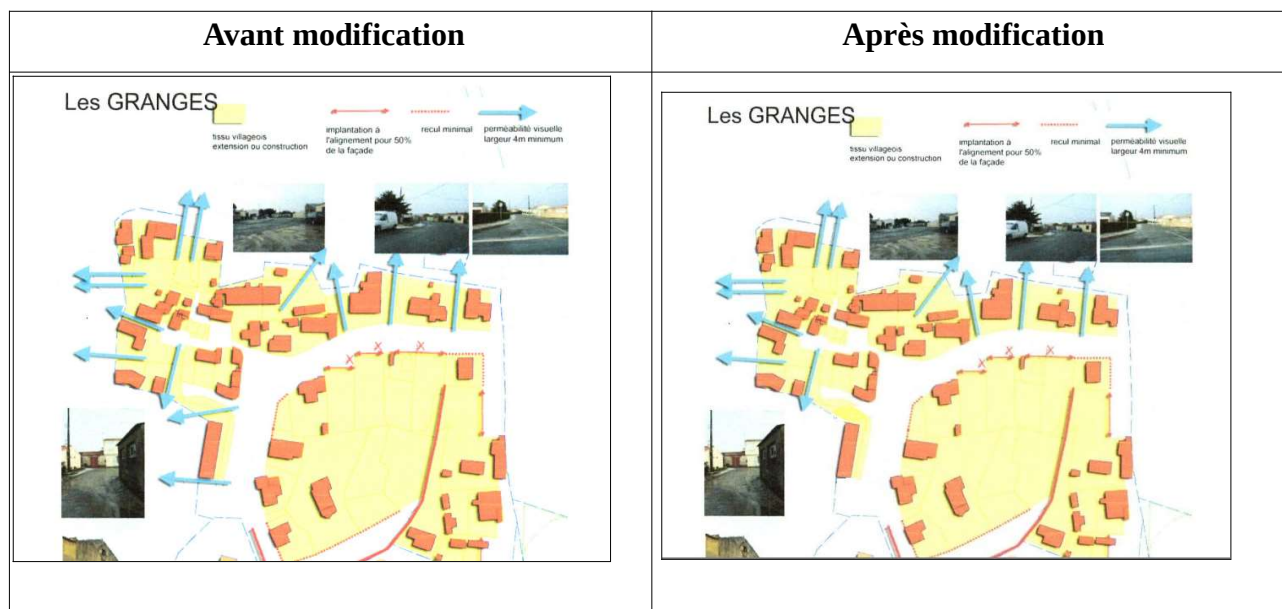 Avant modification
Après modification
Les GRANGES
tissu villageois
extension ou construction
implantation à
l'alignement pour 50%
de la façade
recul minimal
perméabilité visuelle
largeur 4m minimum
Les GRANGES
tissu villageois
extension ou construction
implantation à
l'alignement pour 50%
de la façade
recul minimal
perméabilité visuelle
largeur 4m minimum